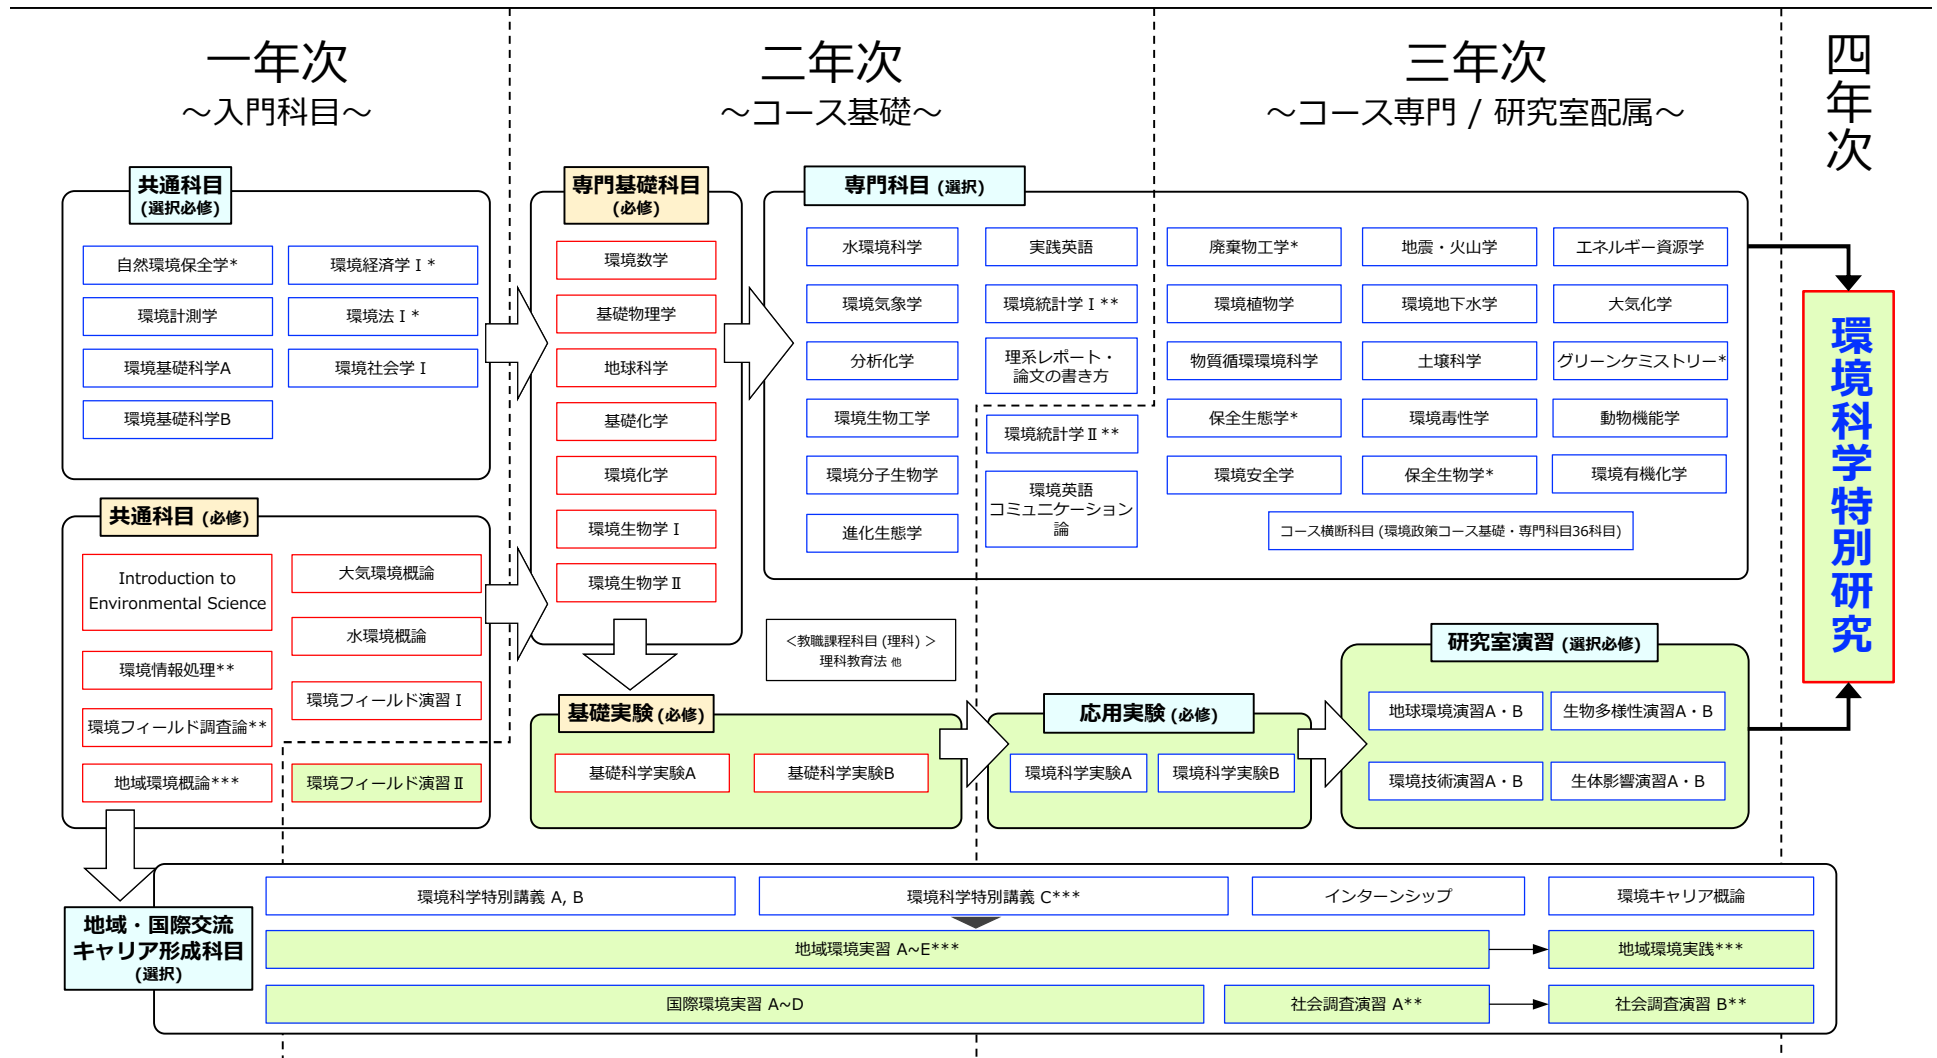 一年次
～入門科目～
二年次
～コース基礎～
三年次
～コース専門 / 研究室配属～
四年次
共通科目
(選択必修)
自然環境保全学*
環境経済学Ⅰ*
環境計測学
環境法Ⅰ*
環境基礎科学A
環境社会学Ⅰ
環境基礎科学B
共通科目 (必修)
Introduction to
Environmental Science
大気環境概論
水環境概論
環境情報処理**
環境フィールド演習Ⅰ
環境フィールド調査論**
地域環境概論***
環境フィールド演習Ⅱ
専門基礎科目
(必修)
環境数学
基礎物理学
地球科学
基礎化学
環境化学
環境生物学Ⅰ
環境生物学Ⅱ
専門科目 (選択)
水環境科学
実践英語
環境気象学
環境統計学Ⅰ**
分析化学
理系レポート・
論文の書き方
環境生物工学
環境統計学Ⅱ**
環境分子生物学
環境英語
コミュニケーション
論
進化生態学
廃棄物工学*
地震・火山学
エネルギー資源学
環境植物学
環境地下水学
大気化学
物質循環環境科学
土壌科学
グリーンケミストリー*
保全生態学*
環境毒性学
動物機能学
環境安全学
保全生物学*
環境有機化学
コース横断科目 (環境政策コース基礎・専門科目36科目)
＜教職課程科目 (理科) ＞
理科教育法 他
基礎実験 (必修)
基礎科学実験A
基礎科学実験B
応用実験 (必修)
環境科学実験A
環境科学実験B
研究室演習 (選択必修)
地球環境演習A・B
生物多様性演習A・B
環境技術演習A・B
生体影響演習A・B
環境科学特別研究
地域・国際交流
キャリア形成科目
(選択)
環境科学特別講義 A, B
環境科学特別講義 C***
インターンシップ
環境キャリア概論
地域環境実習 A~E***
地域環境実践***
国際環境実習 A~D
社会調査演習 A**
社会調査演習 B**